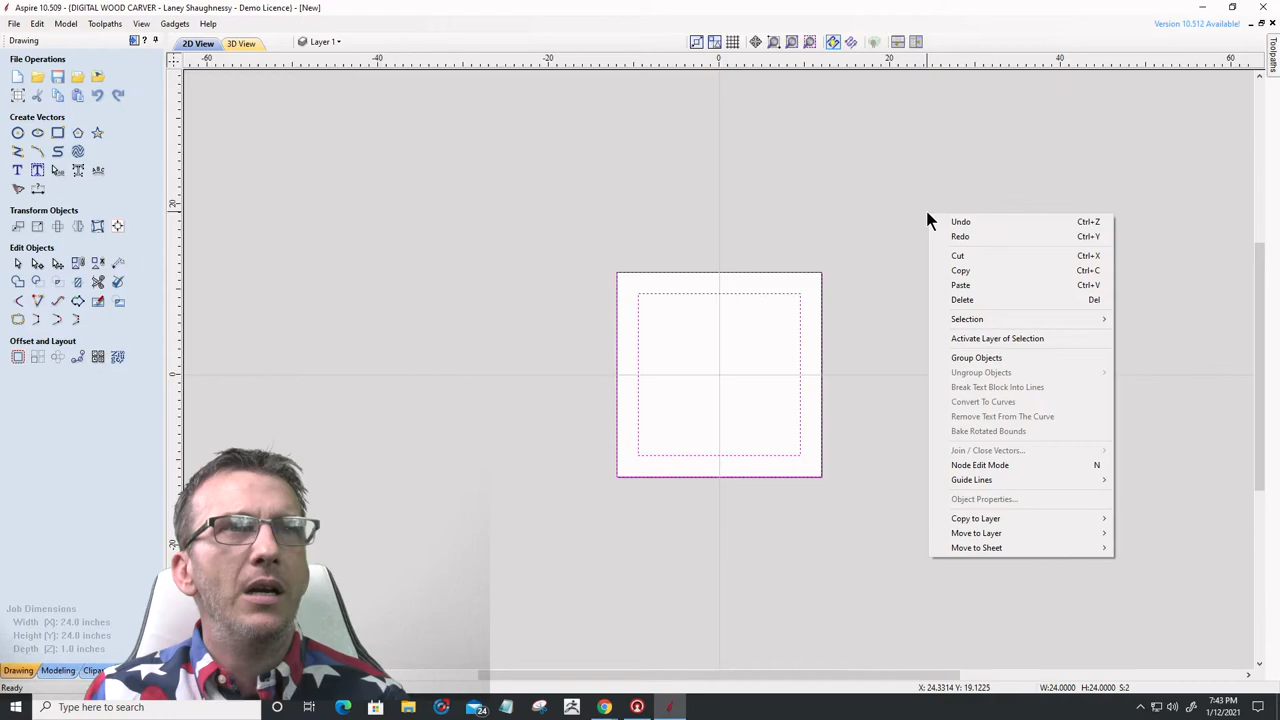 Aspire 10.509 - (DIGITAL WOOD CARVER - Laney Shaughnessy - Demo Licence) - [New]
File Edit Model Toolpaths View Gadgets Help
Version 10.512 Available!
Drawing
2D View
3D View
Layer 1
Toolpaths
-60 -40 -20 0 20 40 60
File Operations
Create Vectors
20
Transform Objects
Edit Objects
0
Offset and Layout
-20
Undo Ctrl+Z
Redo Ctrl+Y
Cut Ctrl+X
Copy Ctrl+C
Paste Ctrl+V
Delete Del
Selection
Activate Layer of Selection
Group Objects
Ungroup Objects
Break Text Block Into Lines
Convert To Curves
Remove Text From The Curve
Bake Rotated Bounds
Join / Close Vectors...
Node Edit Mode N
Guide Lines
Object Properties...
Copy to Layer
Move to Layer
Move to Sheet
Job Dimensions
Width [X]: 24.0 inches
Height [Y]: 24.0 inches
Depth [Z]: 1.0 inches
Drawing Modeling Clipa
Ready
X: 24.3314 Y: 19.1225
W:24.0000 H:24.0000 S:2
Type here to search
24
7:43 PM
1/12/2021